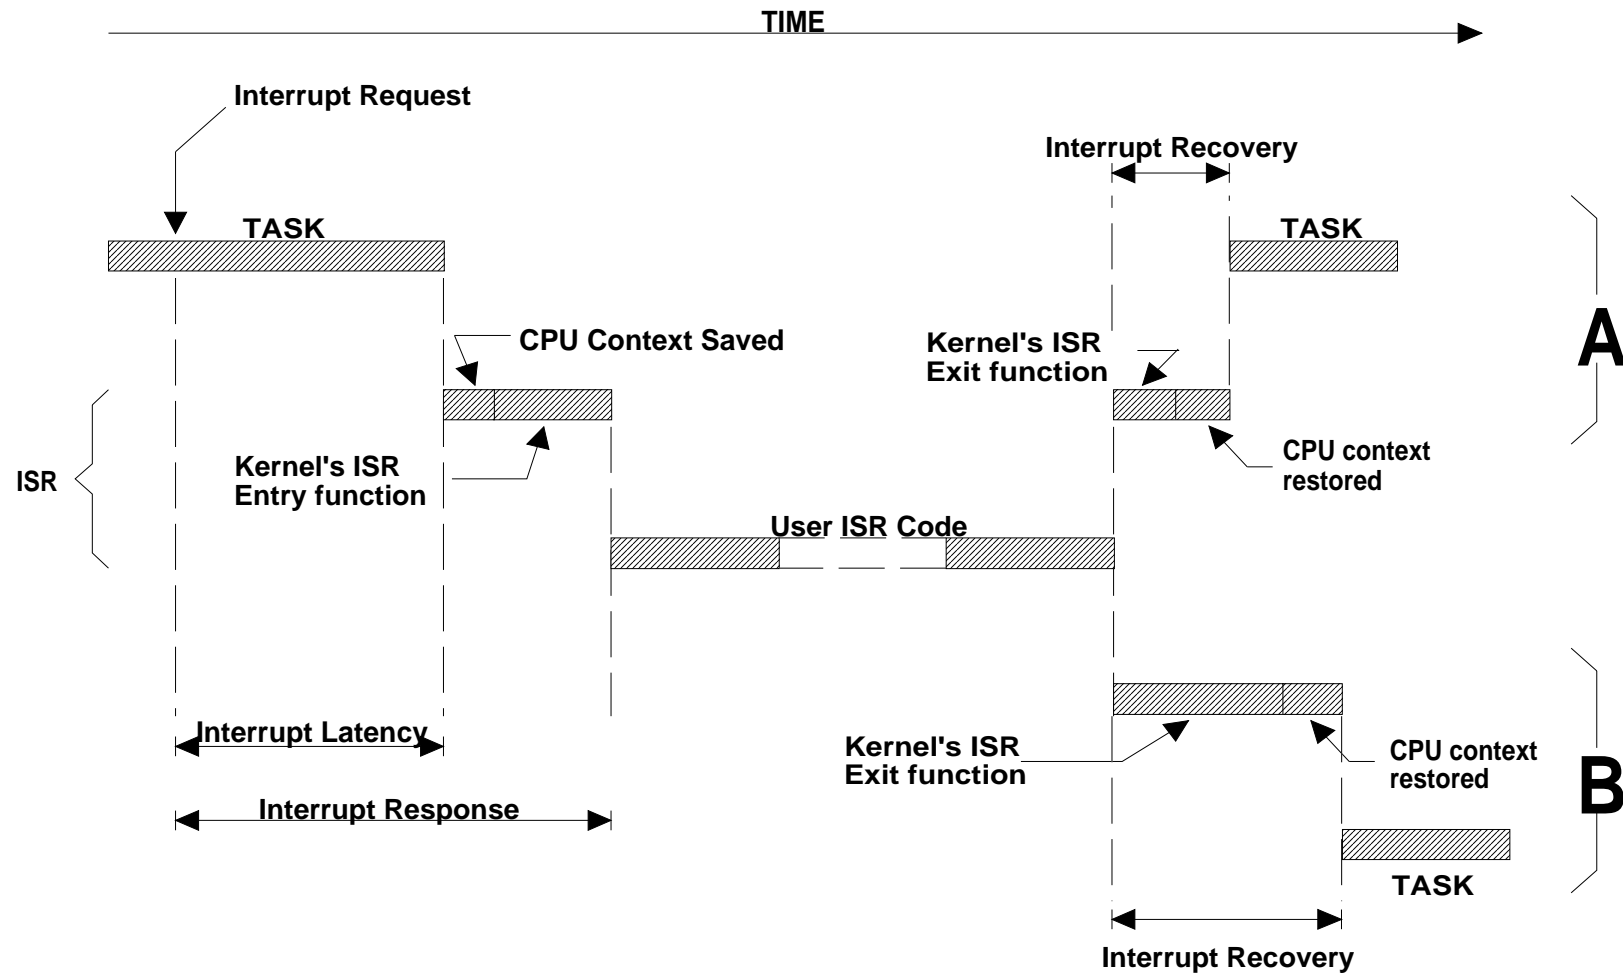 TIME
Interrupt Request
Interrupt Recovery
TASK
TASK
A
CPU Context Saved
Kernel's ISR
Exit function
ISR
Kernel's ISR
Entry function
CPU context
restored
User ISR Code
Interrupt Latency
Kernel's ISR
Exit function
CPU context
restored
B
Interrupt Response
TASK
Interrupt Recovery